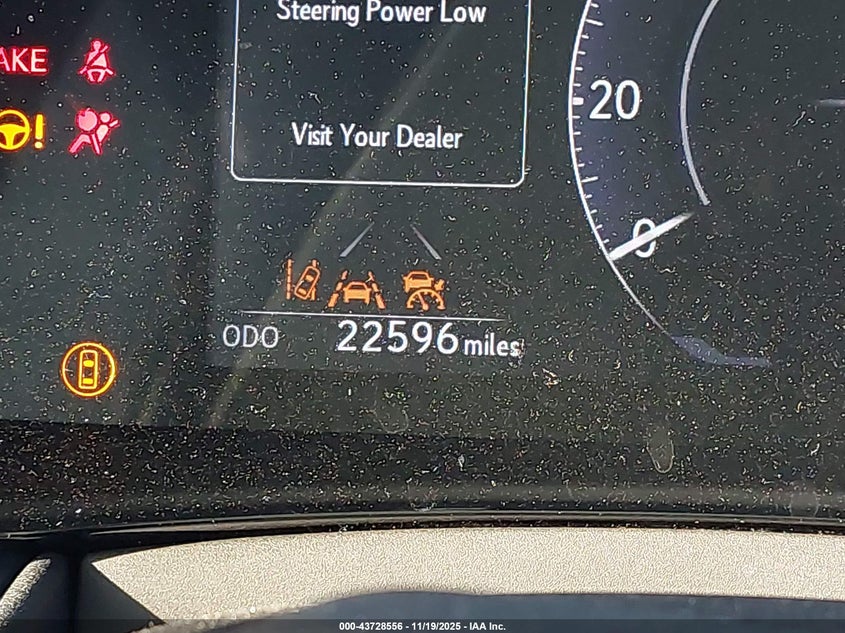 Steering Power Low
AKE
20
Visit Your Dealer
!
0
ODO 22596 miles
000-43728556 - 11/19/2025 - IAA Inc.